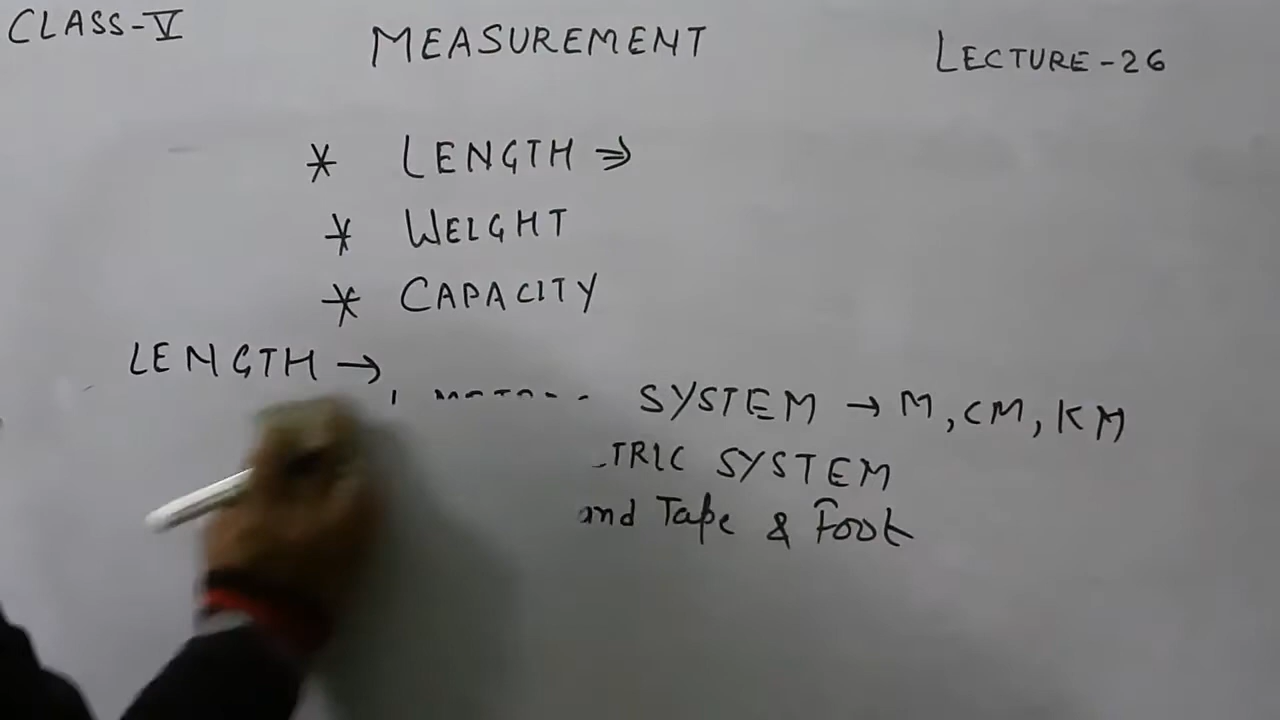 CLASS-V
MEASUREMENT
LECTURE-26
* LENGTH ⇒
* WEIGHT
* CAPACITY
LENGTH →
SYSTEM → M, CM, KM
TRIC SYSTEM
and Tape & Foot